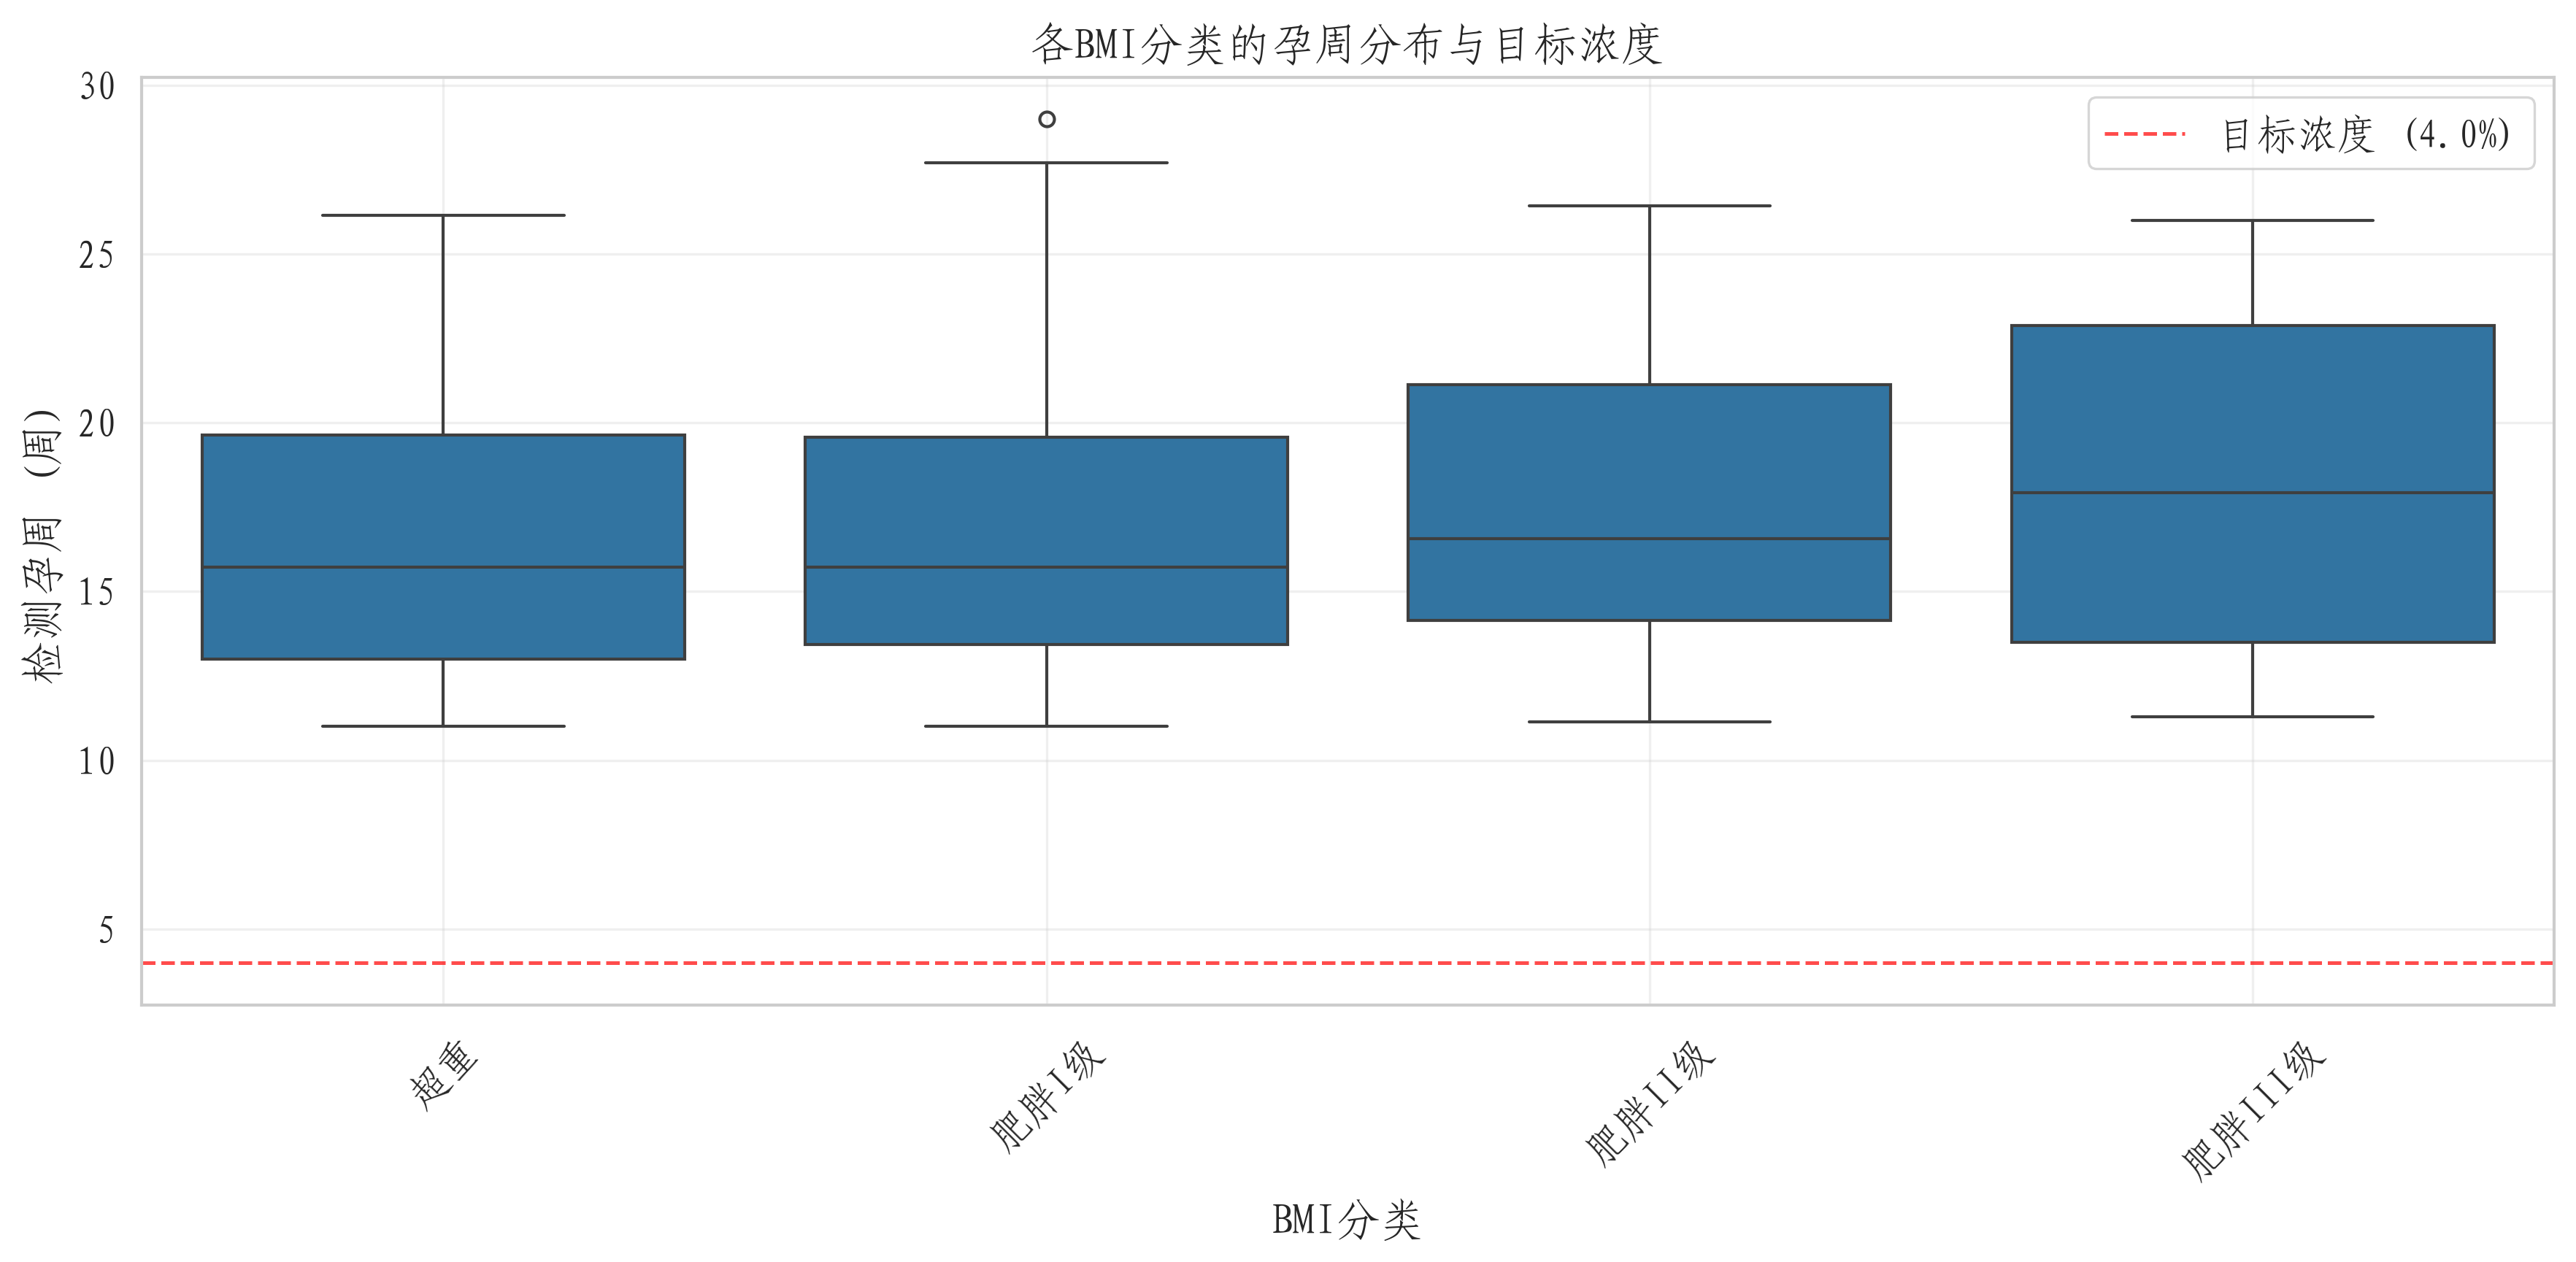 各BMI分类的孕周分布与目标浓度
目标浓度 (4.0%)
检测孕周 (周)
30
25
20
15
10
5
超重
肥胖I级
肥胖II级
肥胖III级
BMI分类